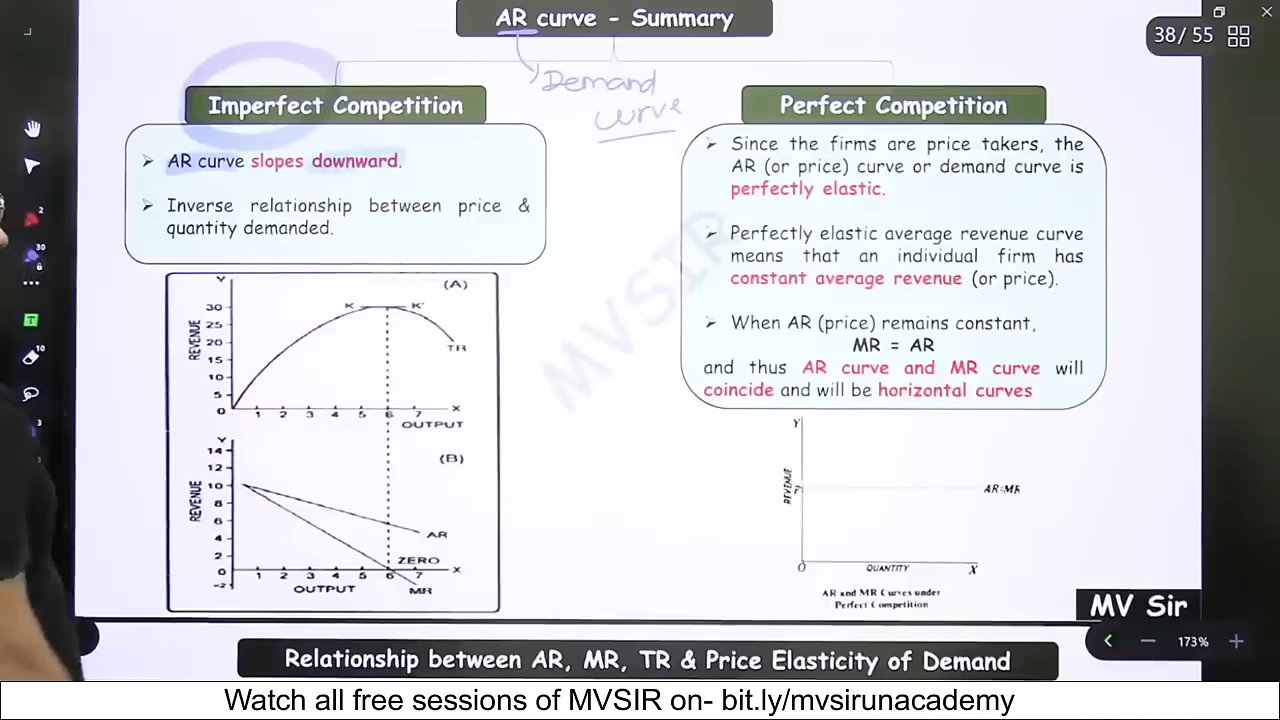 AR curve - Summary
38/ 55
Demand
curve
Imperfect Competition
AR curve slopes downward.
Inverse relationship between price &
quantity demanded.
Y
(A)
30
25
20
15
10
5
0
REVENUE
K
K'
TR
1 2 3 4 5 6 7 X
OUTPUT
Y
(B)
14
12
10
8
6
4
2
0
-2
REVENUE
AR
ZERO
1 2 3 4 5 6 7 X
OUTPUT
MR
Perfect Competition
Since the firms are price takers, the
AR (or price) curve or demand curve is
perfectly elastic.
Perfectly elastic average revenue curve
means that an individual firm has
constant average revenue (or price).
When AR (price) remains constant,
MR = AR
and thus AR curve and MR curve will
coincide and will be horizontal curves
Y
REVENUE
AR=MR
O
QUANTITY
X
AR and MR Curves under
Perfect Competition
MVSIR
MV Sir
173%
Relationship between AR, MR, TR & Price Elasticity of Demand
Watch all free sessions of MVSIR on- bit.ly/mvsirunacademy
2
30
T
10
3
3